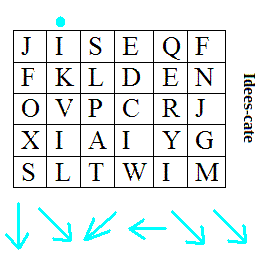 J I S E Q F
F K L D E N
O V P C R J
X I A I Y G
S L T W I M
Idees-cate